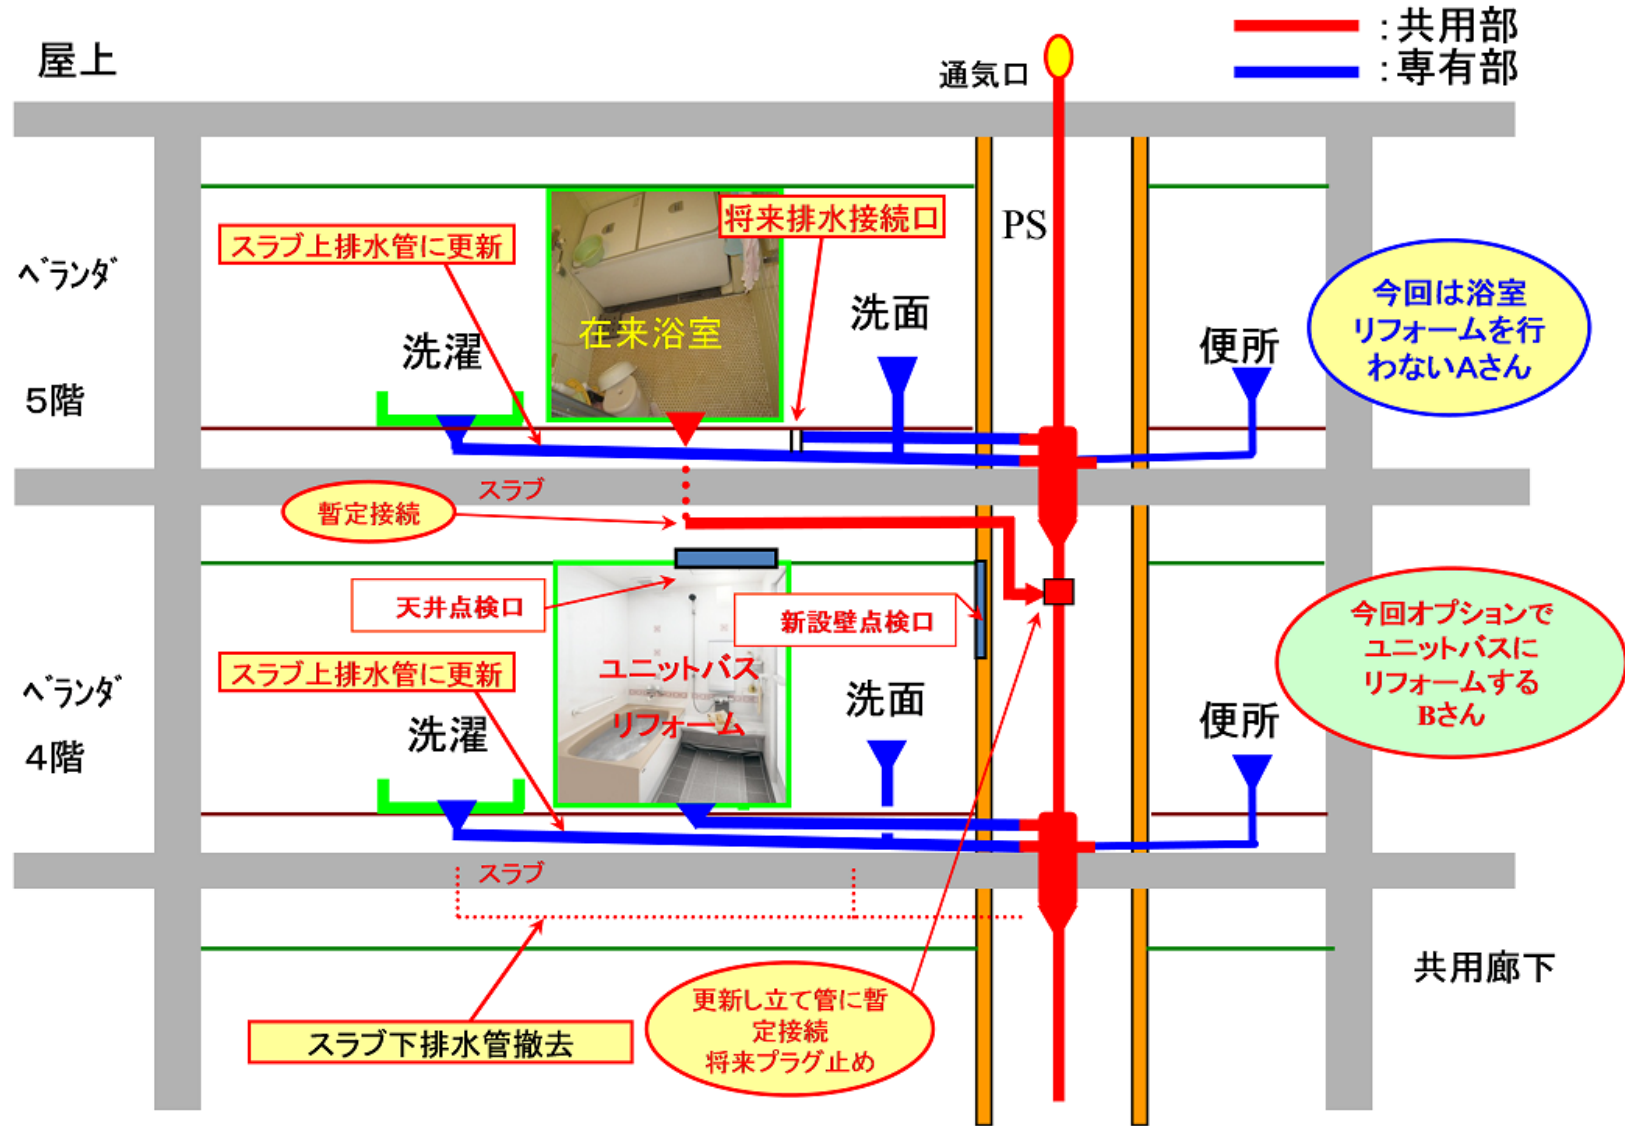 屋上
通気口
：共用部
：専有部
PS
将来排水接続口
スラブ上排水管に更新
ﾍﾞﾗﾝﾀﾞ
洗濯
在来浴室
洗面
便所
今回は浴室
リフォームを行
わないAさん
5階
スラブ
暫定接続
天井点検口
新設壁点検口
今回オプションで
ユニットバスに
リフォームする
Bさん
スラブ上排水管に更新
ユニットバス
リフォーム
ﾍﾞﾗﾝﾀﾞ
洗濯
洗面
便所
4階
スラブ
共用廊下
スラブ下排水管撤去
更新し立て管に暫
定接続
将来プラグ止め